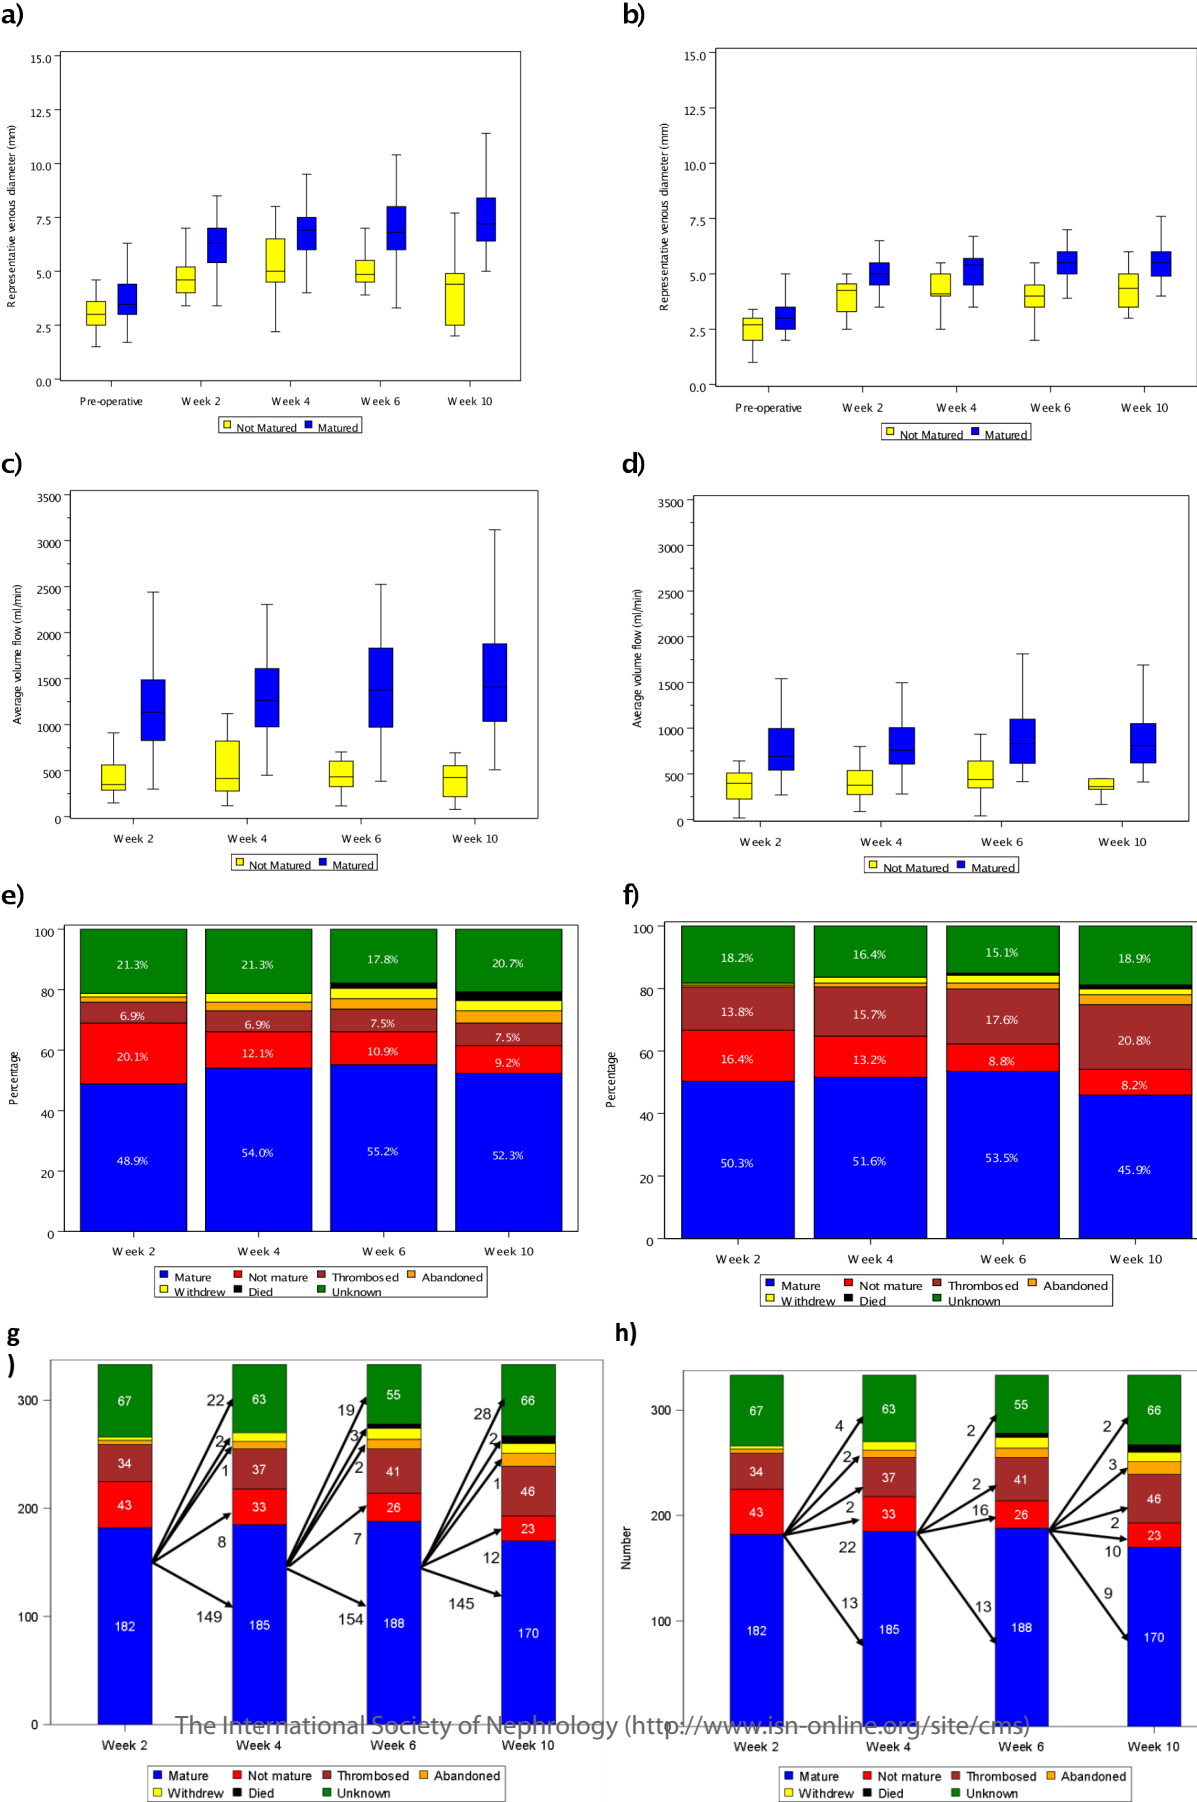 a)
15.0
12.5
10.0
7.5
5.0
2.5
0.0
Representative venous diameter (mm)
Pre-operative Week 2 Week 4 Week 6 Week 10
Not Matured Matured
b)
15.0
12.5
10.0
7.5
5.0
2.5
0.0
Representative venous diameter (mm)
Pre-operative Week 2 Week 4 Week 6 Week 10
Not Matured Matured
c)
3500
3000
2500
2000
1500
1000
500
0
Average volume flow (ml/min)
Week 2 Week 4 Week 6 Week 10
Not Matured Matured
d)
3500
3000
2500
2000
1500
1000
500
0
Average volume flow (ml/min)
Week 2 Week 4 Week 6 Week 10
Not Matured Matured
e)
100
80
60
40
20
0
Percentage
21.3% 21.3% 17.8% 20.7%
6.9% 6.9% 7.5% 7.5%
20.1% 12.1% 10.9% 9.2%
48.9% 54.0% 55.2% 52.3%
Week 2 Week 4 Week 6 Week 10
Mature Not mature Thrombosed Abandoned
Withdrew Died Unknown
f)
100
80
60
40
20
0
Percentage
18.2% 16.4% 15.1% 18.9%
13.8% 15.7% 17.6% 20.8%
16.4% 13.2% 8.8% 8.2%
50.3% 51.6% 53.5% 45.9%
Week 2 Week 4 Week 6 Week 10
Mature Not mature Thrombosed Abandoned
Withdrew Died Unknown
g
)
300
200
100
0
67 22 63 19 55 28 66
2 3 2
34 1 37 2 41 1 46
43 8 33 7 26 12 23
149 154 145
182 185 188 170
Week 2 Week 4 Week 6 Week 10
Mature Not mature Thrombosed Abandoned
Withdrew Died Unknown
h)
300
200
100
0
Number
67 4 63 2 55 2 66
2 2 3
34 2 37 16 41 2 46
43 22 33 26 10 23
13 13 9
182 185 188 170
Week 2 Week 4 Week 6 Week 10
Mature Not mature Thrombosed Abandoned
Withdrew Died Unknown
The International Society of Nephrology (http://www.isn-online.org/site/cms)